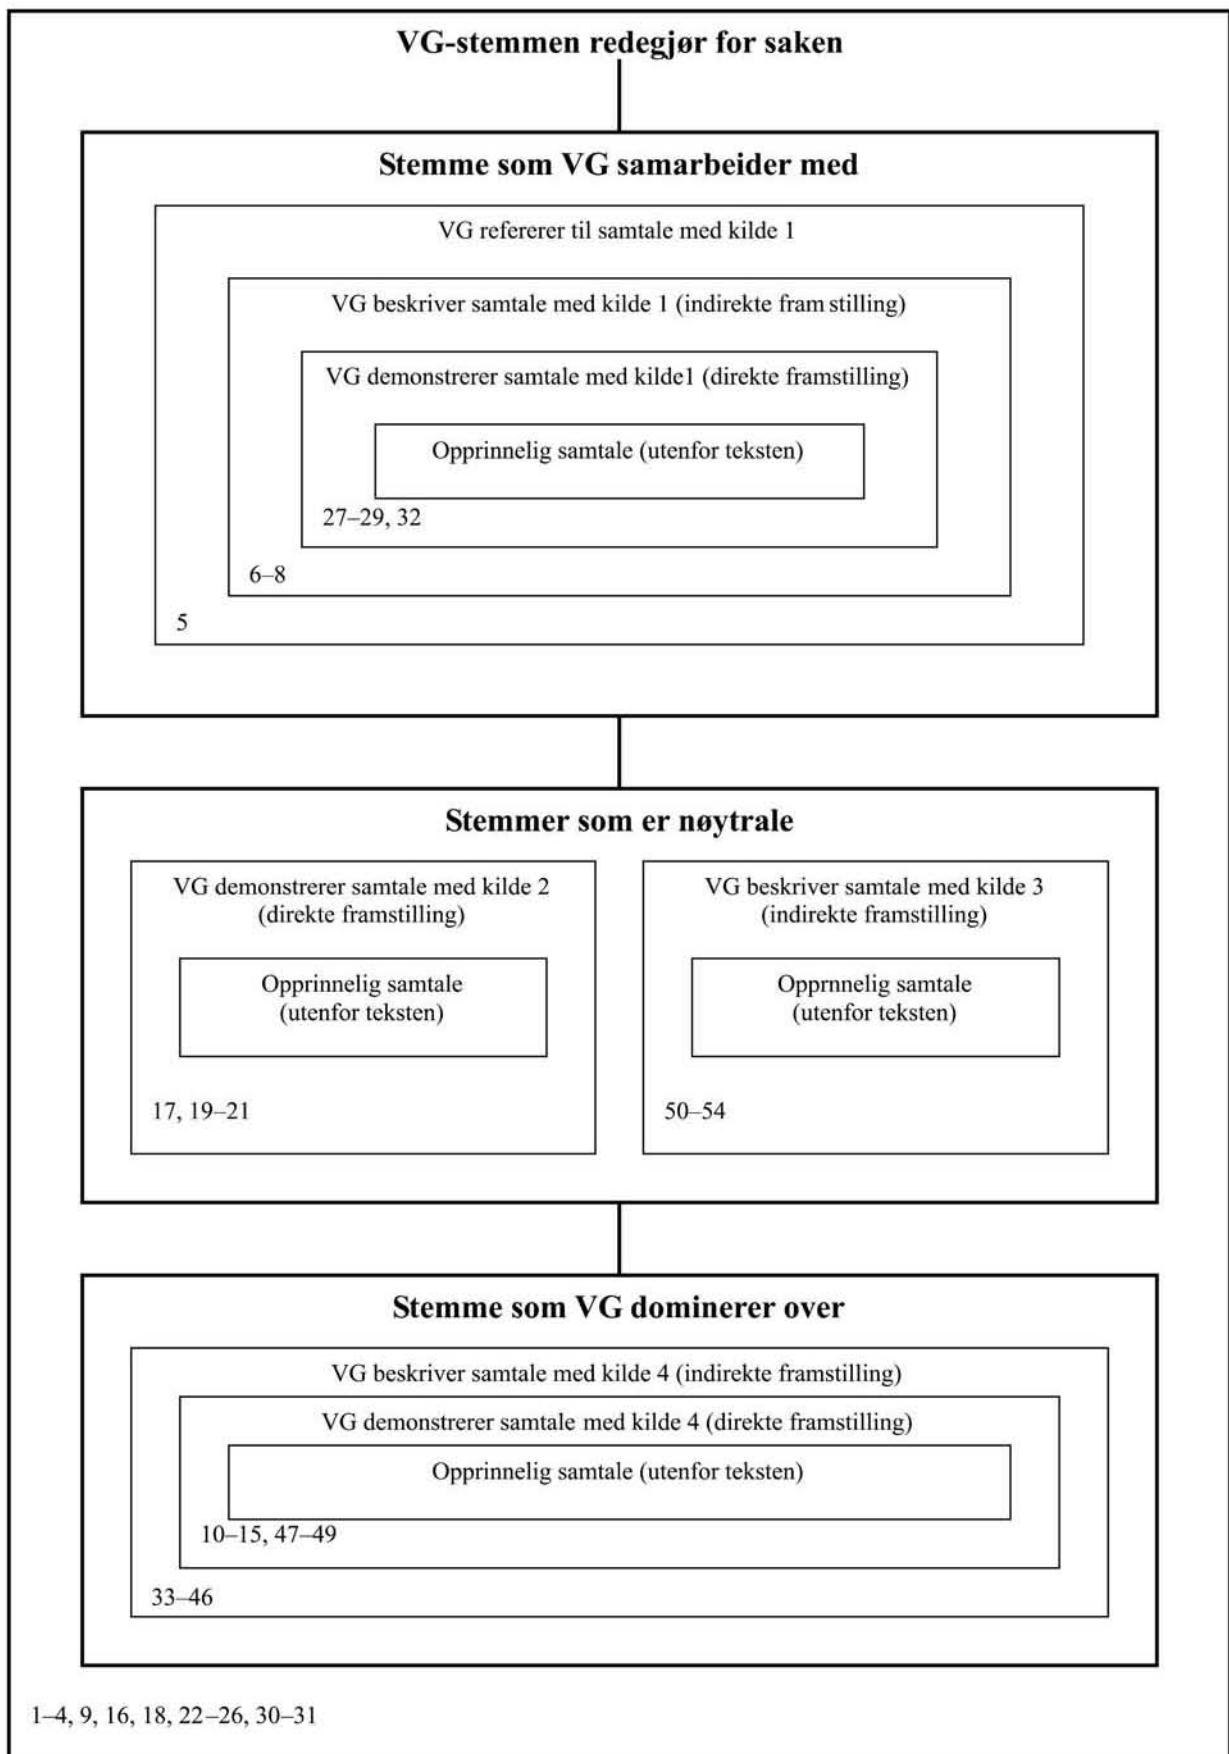 VG-stemmen redegjør for saken
Stemme som VG samarbeider med
VG refererer til samtale med kilde 1
VG beskriver samtale med kilde 1 (indirekte fram stilling)
VG demonstrerer samtale med kilde1 (direkte framstilling)
Opprinnelig samtale (utenfor teksten)
27–29, 32
6–8
5
Stemmer som er nøytrale
VG demonstrerer samtale med kilde 2
(direkte framstilling)
Opprinnelig samtale
(utenfor teksten)
17, 19–21
VG beskriver samtale med kilde 3
(indirekte framstilling)
Opprnnelig samtale
(utenfor teksten)
50–54
Stemme som VG dominerer over
VG beskriver samtale med kilde 4 (indirekte framstilling)
VG demonstrerer samtale med kilde 4 (direkte framstilling)
Opprinnelig samtale (utenfor teksten)
10–15, 47–49
33–46
1–4, 9, 16, 18, 22–26, 30–31